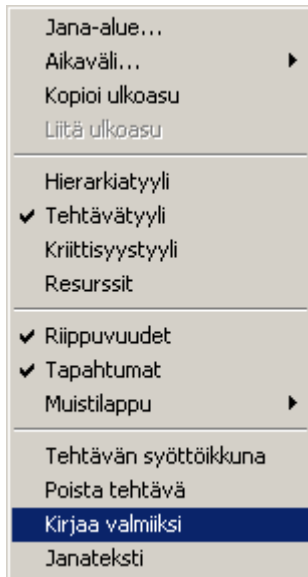 Jana-alue...
Aikaväli...
Kopioi ulkoasu
Liitä ulkoasu
Hierarkiatyyli
Tehtävätyyli
Kriittisyystyyli
Resurssit
Riippuvuudet
Tapahtumat
Muistilappu
Tehtävän syöttöikkuna
Poista tehtävä
Kirjaa valmiiksi
Janateksti